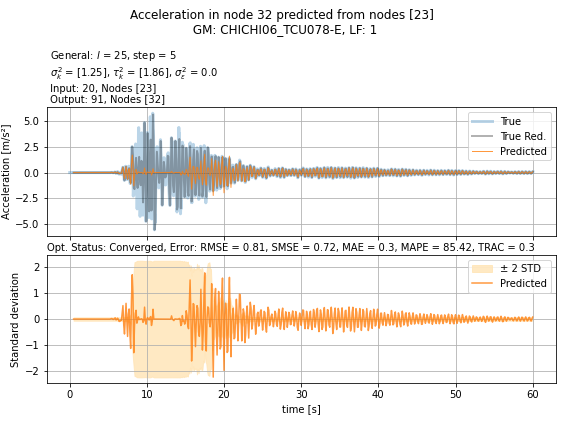 Acceleration in node 32 predicted from nodes [23]
GM: CHICHI06_TCU078-E, LF: 1
General: l = 25, step = 5
σ²ₖ = [1.25], τ²ₖ = [1.86], σ²ε = 0.0
Input: 20, Nodes [23]
Output: 91, Nodes [32]
Acceleration [m/s²]
5.0
2.5
0.0
−2.5
−5.0
True
True Red.
Predicted
Opt. Status: Converged, Error: RMSE = 0.81, SMSE = 0.72, MAE = 0.3, MAPE = 85.42, TRAC = 0.3
Standard deviation
2
1
0
−1
−2
± 2 STD
Predicted
0 10 20 30 40 50 60
time [s]